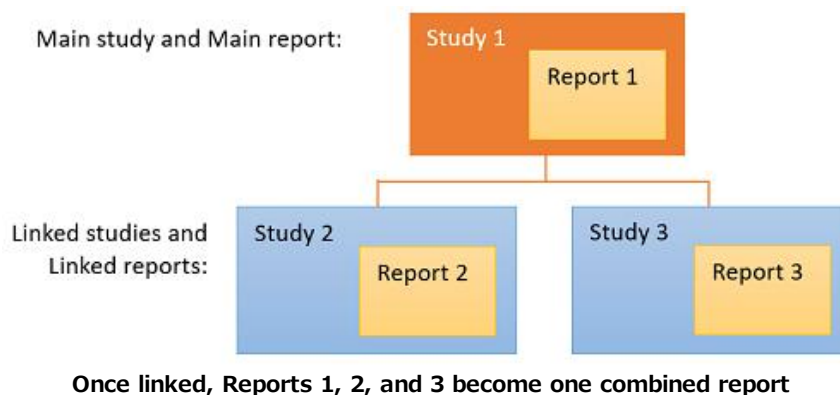 Main study and Main report:
Study 1
Report 1
Linked studies and
Linked reports:
Study 2
Report 2
Study 3
Report 3
Once linked, Reports 1, 2, and 3 become one combined report